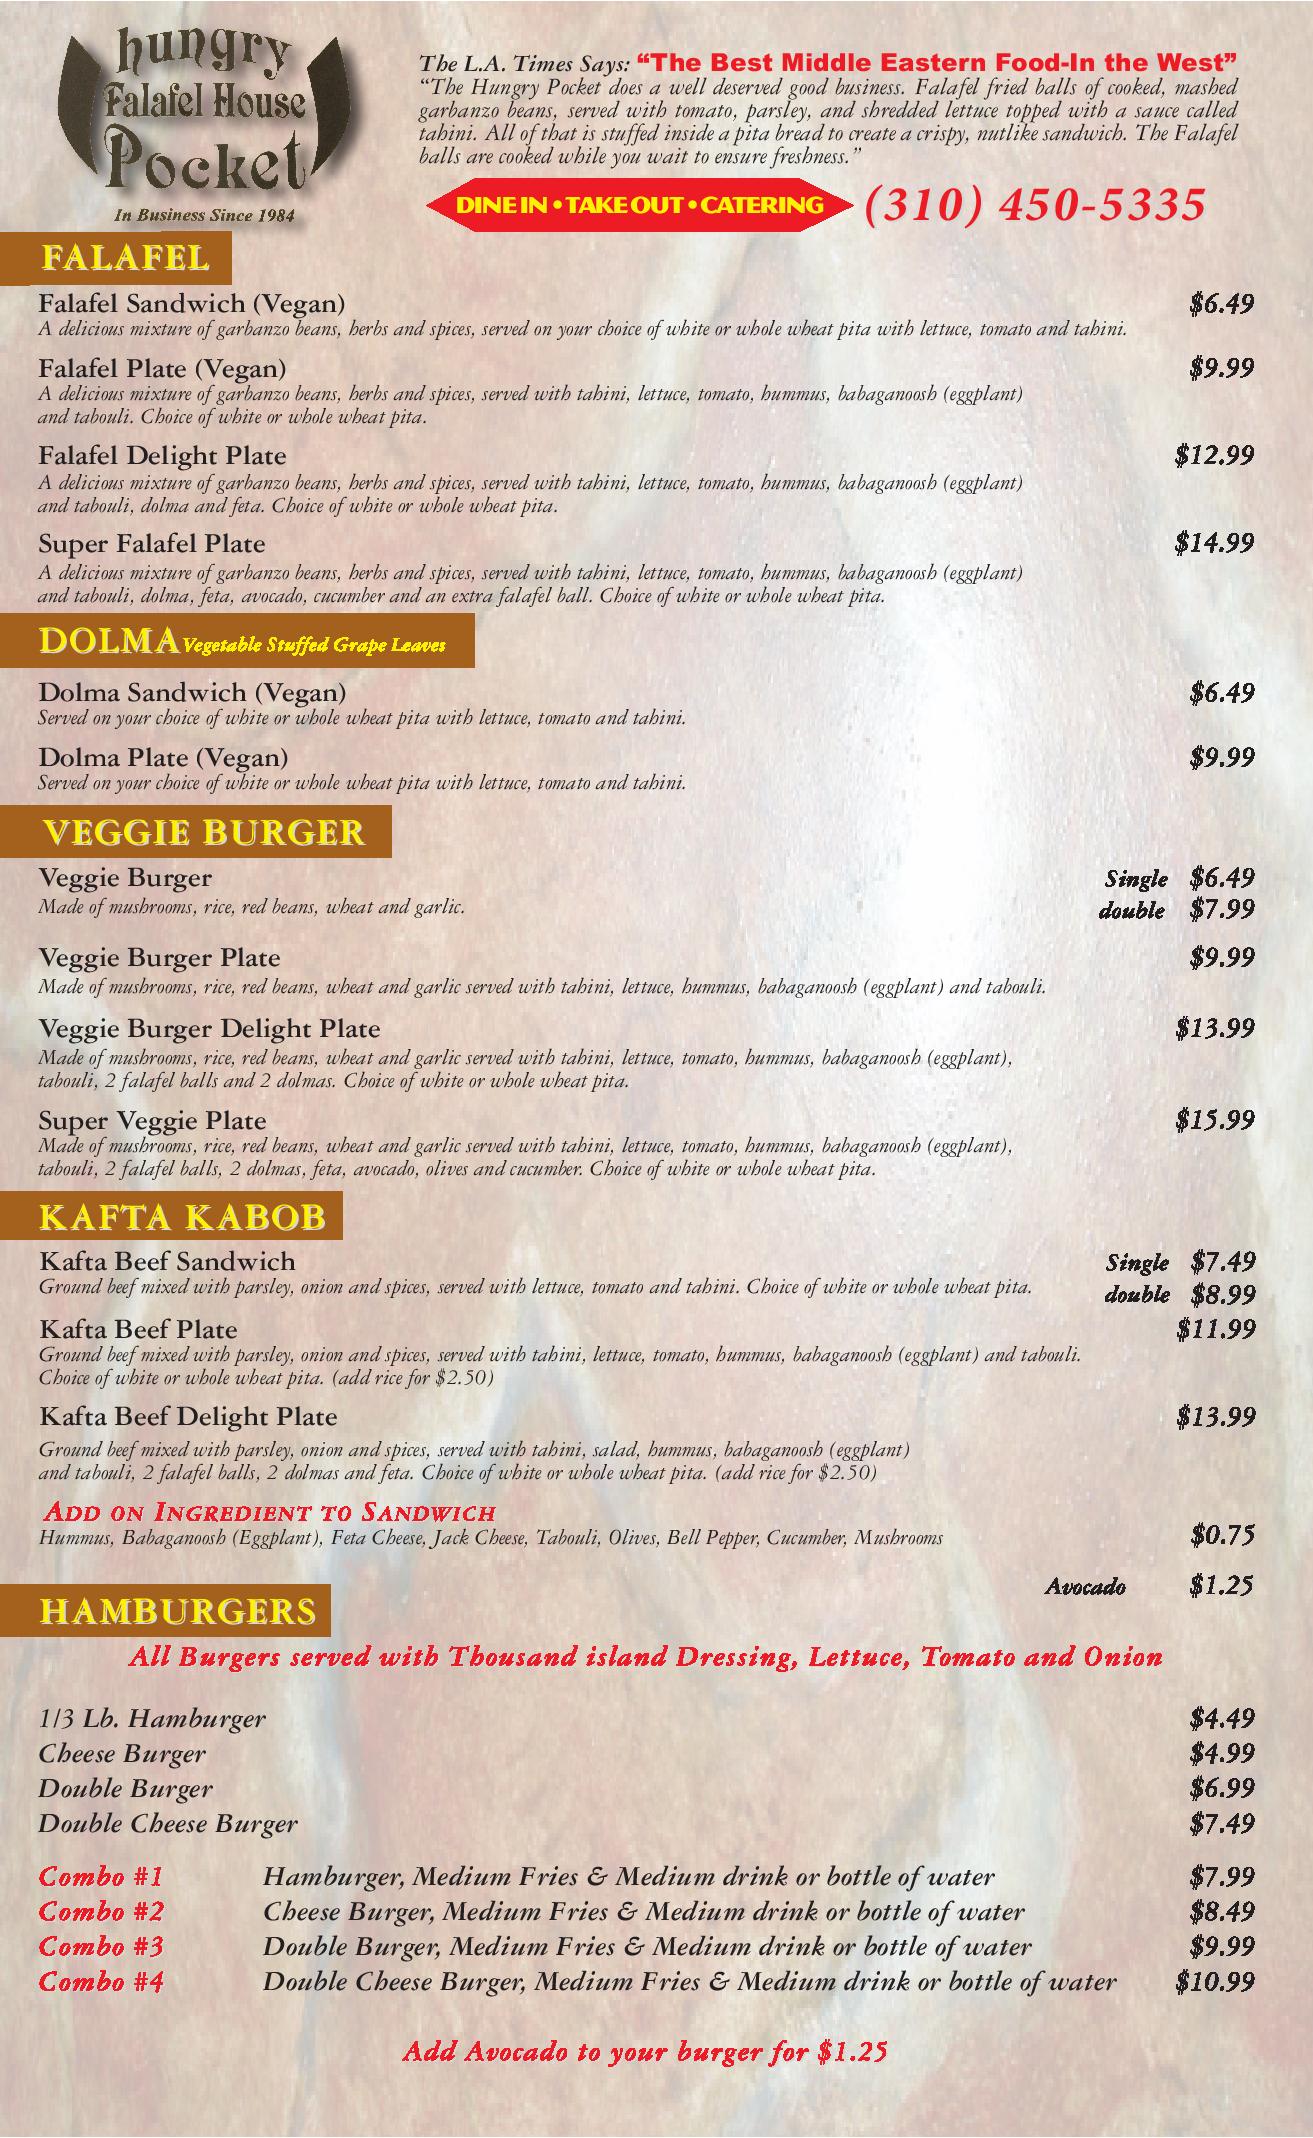 hungry
Falafel House
Pocket
In Business Since 1984
The L.A. Times Says: “The Best Middle Eastern Food-In the West”
“The Hungry Pocket does a well deserved good business. Falafel fried balls of cooked, mashed
garbanzo beans, served with tomato, parsley, and shredded lettuce topped with a sauce called
tahini. All of that is stuffed inside a pita bread to create a crispy, nutlike sandwich. The Falafel
balls are cooked while you wait to ensure freshness.”
DINE IN • TAKE OUT • CATERING (310) 450-5335
FALAFEL
Falafel Sandwich (Vegan) $6.49
A delicious mixture of garbanzo beans, herbs and spices, served on your choice of white or whole wheat pita with lettuce, tomato and tahini.
Falafel Plate (Vegan) $9.99
A delicious mixture of garbanzo beans, herbs and spices, served with tahini, lettuce, tomato, hummus, babaganoosh (eggplant)
and tabouli. Choice of white or whole wheat pita.
Falafel Delight Plate $12.99
A delicious mixture of garbanzo beans, herbs and spices, served with tahini, lettuce, tomato, hummus, babaganoosh (eggplant)
and tabouli, dolma and feta. Choice of white or whole wheat pita.
Super Falafel Plate $14.99
A delicious mixture of garbanzo beans, herbs and spices, served with tahini, lettuce, tomato, hummus, babaganoosh (eggplant)
and tabouli, dolma, feta, avocado, cucumber and an extra falafel ball. Choice of white or whole wheat pita.
DOLMA Vegetable Stuffed Grape Leaves
Dolma Sandwich (Vegan) $6.49
Served on your choice of white or whole wheat pita with lettuce, tomato and tahini.
Dolma Plate (Vegan) $9.99
Served on your choice of white or whole wheat pita with lettuce, tomato and tahini.
VEGGIE BURGER
Veggie Burger Single $6.49
Made of mushrooms, rice, red beans, wheat and garlic. double $7.99
Veggie Burger Plate $9.99
Made of mushrooms, rice, red beans, wheat and garlic served with tahini, lettuce, hummus, babaganoosh (eggplant) and tabouli.
Veggie Burger Delight Plate $13.99
Made of mushrooms, rice, red beans, wheat and garlic served with tahini, lettuce, tomato, hummus, babaganoosh (eggplant),
tabouli, 2 falafel balls and 2 dolmas. Choice of white or whole wheat pita.
Super Veggie Plate $15.99
Made of mushrooms, rice, red beans, wheat and garlic served with tahini, lettuce, tomato, hummus, babaganoosh (eggplant),
tabouli, 2 falafel balls, 2 dolmas, feta, avocado, olives and cucumber. Choice of white or whole wheat pita.
KAFTA KABOB
Kafta Beef Sandwich Single $7.49
Ground beef mixed with parsley, onion and spices, served with lettuce, tomato and tahini. Choice of white or whole wheat pita. double $8.99
Kafta Beef Plate $11.99
Ground beef mixed with parsley, onion and spices, served with tahini, lettuce, tomato, hummus, babaganoosh (eggplant) and tabouli.
Choice of white or whole wheat pita. (add rice for $2.50)
Kafta Beef Delight Plate $13.99
Ground beef mixed with parsley, onion and spices, served with tahini, salad, hummus, babaganoosh (eggplant)
and tabouli, 2 falafel balls, 2 dolmas and feta. Choice of white or whole wheat pita. (add rice for $2.50)
ADD ON INGREDIENT TO SANDWICH
Hummus, Babaganoosh (Eggplant), Feta Cheese, Jack Cheese, Tabouli, Olives, Bell Pepper, Cucumber, Mushrooms $0.75
Avocado $1.25
HAMBURGERS
All Burgers served with Thousand island Dressing, Lettuce, Tomato and Onion
1/3 Lb. Hamburger $4.49
Cheese Burger $4.99
Double Burger $6.99
Double Cheese Burger $7.49
Combo #1 Hamburger, Medium Fries & Medium drink or bottle of water $7.99
Combo #2 Cheese Burger, Medium Fries & Medium drink or bottle of water $8.49
Combo #3 Double Burger, Medium Fries & Medium drink or bottle of water $9.99
Combo #4 Double Cheese Burger, Medium Fries & Medium drink or bottle of water $10.99
Add Avocado to your burger for $1.25